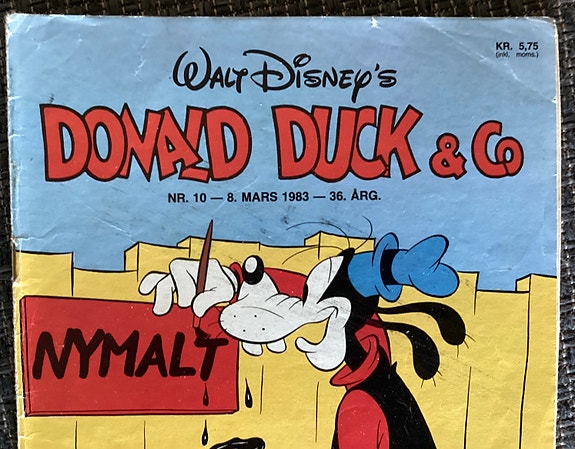 KR. 5,75
(inkl. moms.)
WALT DISNEY'S
DONALD DUCK & Co
NR. 10 — 8. MARS 1983 — 36. ÅRG.
NYMALT